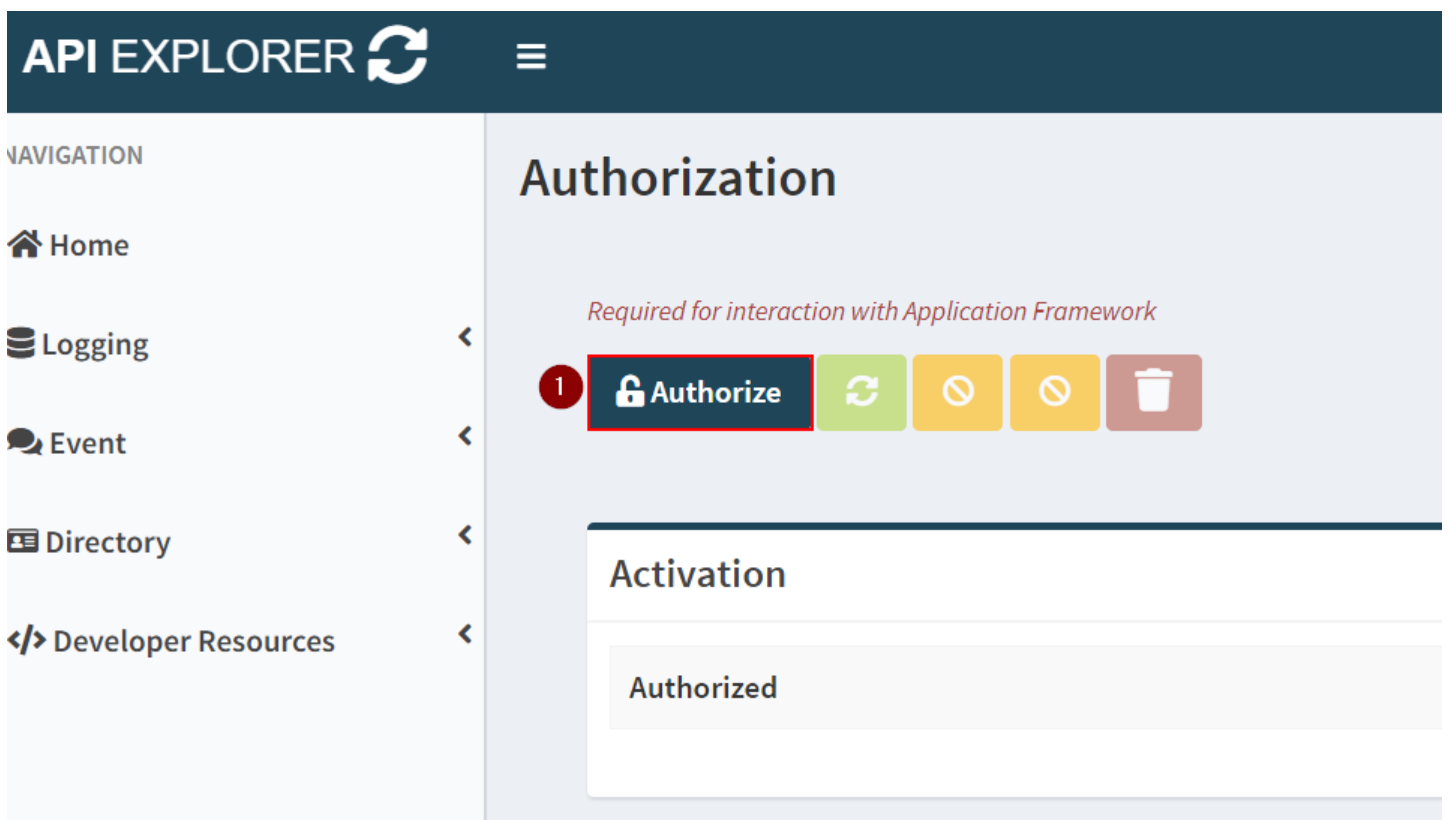 API EXPLORER
NAVIGATION
Home
Logging
Event
Directory
Developer Resources
Authorization
Required for interaction with Application Framework
1 Authorize
Activation
Authorized